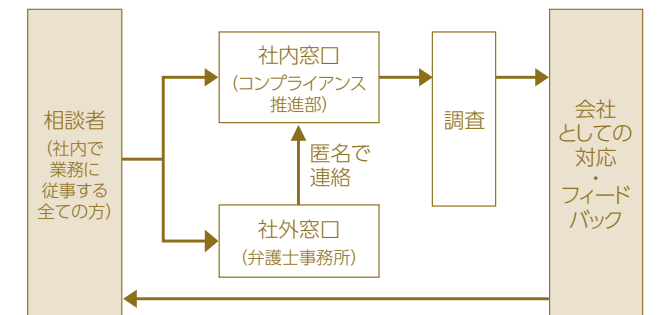 相談者
(社内で
業務に
従事する
全ての方)
社内窓口
(コンプライアンス
推進部)
匿名で
連絡
社外窓口
(弁護士事務所)
調査
会社
としての
対応
・
フィード
バック